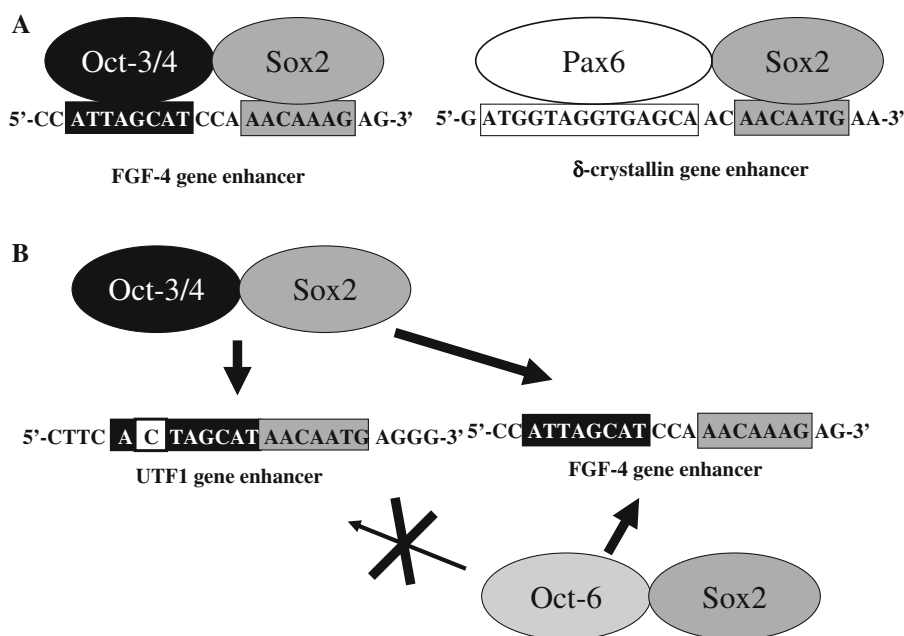 A
Oct-3/4 Sox2 Pax6 Sox2
5'-CC ATTAGCAT CCA AACAAAG AG-3' 5'-G ATGGTAGGTGAGCA AC AACAATG AA-3'
FGF-4 gene enhancer δ-crystallin gene enhancer
B
Oct-3/4 Sox2
5'-CTTC A C TAGCAT AACAATG AGGG-3' 5'-CC ATTAGCAT CCA AACAAAG AG-3'
UTF1 gene enhancer FGF-4 gene enhancer
Oct-6 Sox2